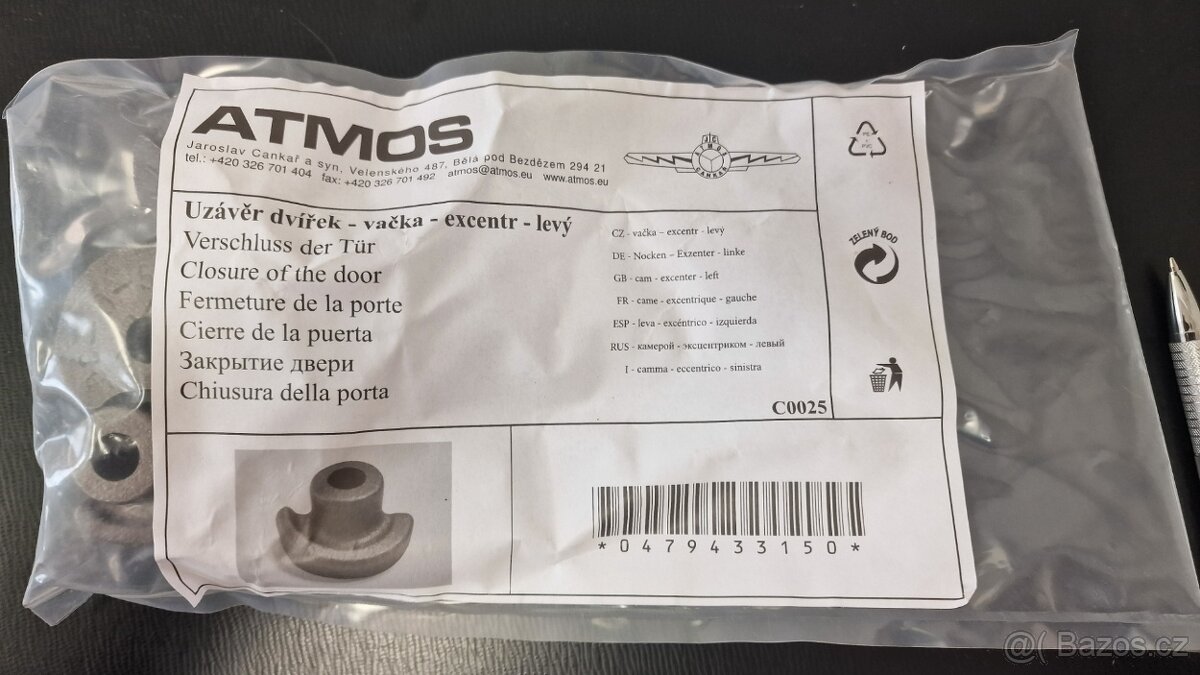 ATMOS
Jaroslav Cankař a syn, Velenského 487, Bělá pod Bezdězem 294 21
tel.: +420 326 701 404 fax: +420 326 701 492 atmos@atmos.eu www.atmos.eu
J C
ATMOS
CANKAŘ
Uzávěr dvířek - vačka - excentr - levý
Verschluss der Tür
Closure of the door
Fermeture de la porte
Cierre de la puerta
Закрытие двери
Chiusura della porta
CZ - vačka – excentr - levý
DE - Nocken – Exzenter - linke
GB - cam - excenter - left
FR - came - excentrique - gauche
ESP - leva - excéntrico - izquierda
RUS - камерой - эксцентриком - левый
I - camma - eccentrico - sinistra
C0025
PE
PVC
ZELENÝ BOD
*0479433150*
@( Bazos.cz